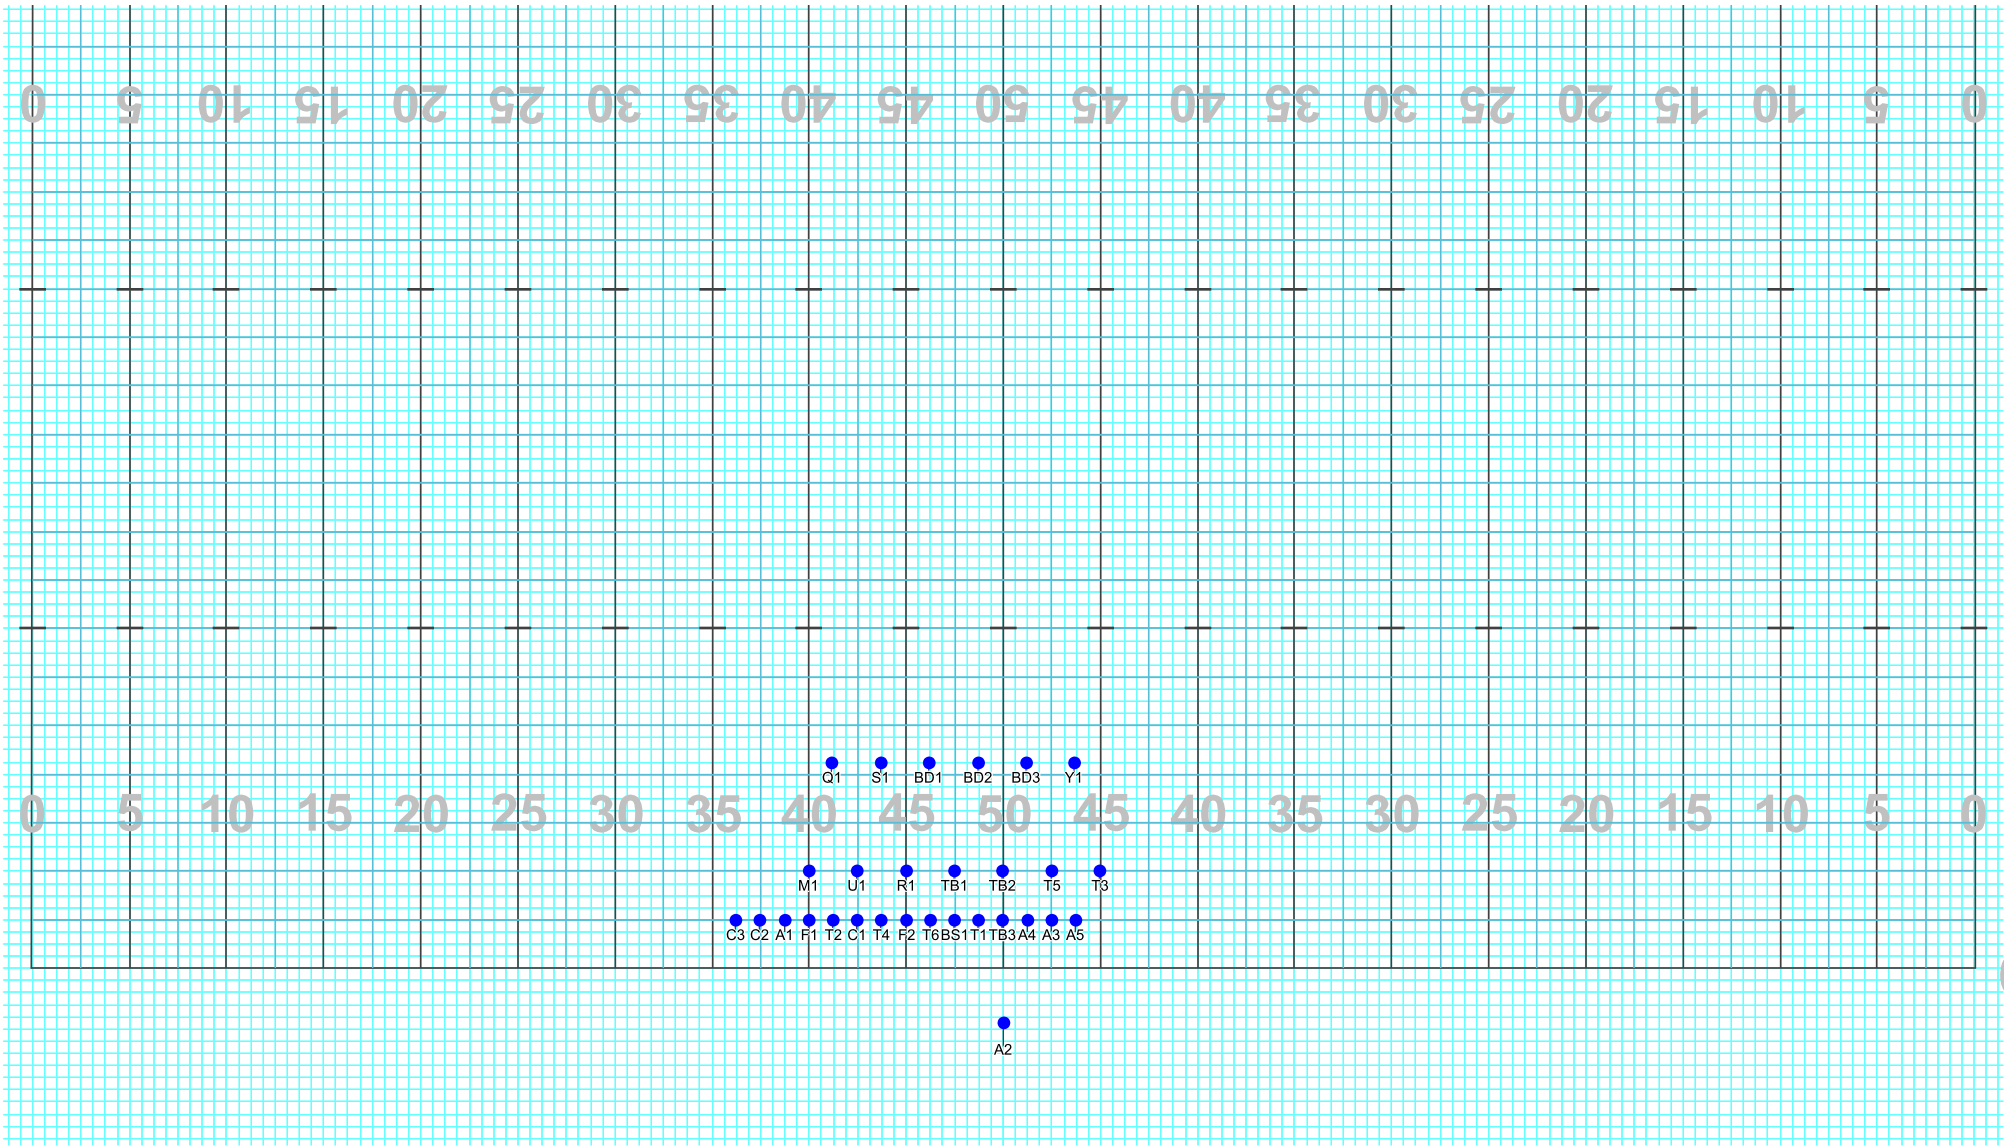 0 5 10 15 20 25 30 35 40 45 50 45 40 35 30 25 20 15 10 5 0
Q1 S1 BD1 BD2 BD3 Y1
0 5 10 15 20 25 30 35 40 45 50 45 40 35 30 25 20 15 10 5 0
M1 U1 R1 TB1 TB2 T5 T3
C3 C2 A1 F1 T2 C1 T4 F2 T6 BS1 T1 TB3 A4 A3 A5
A2